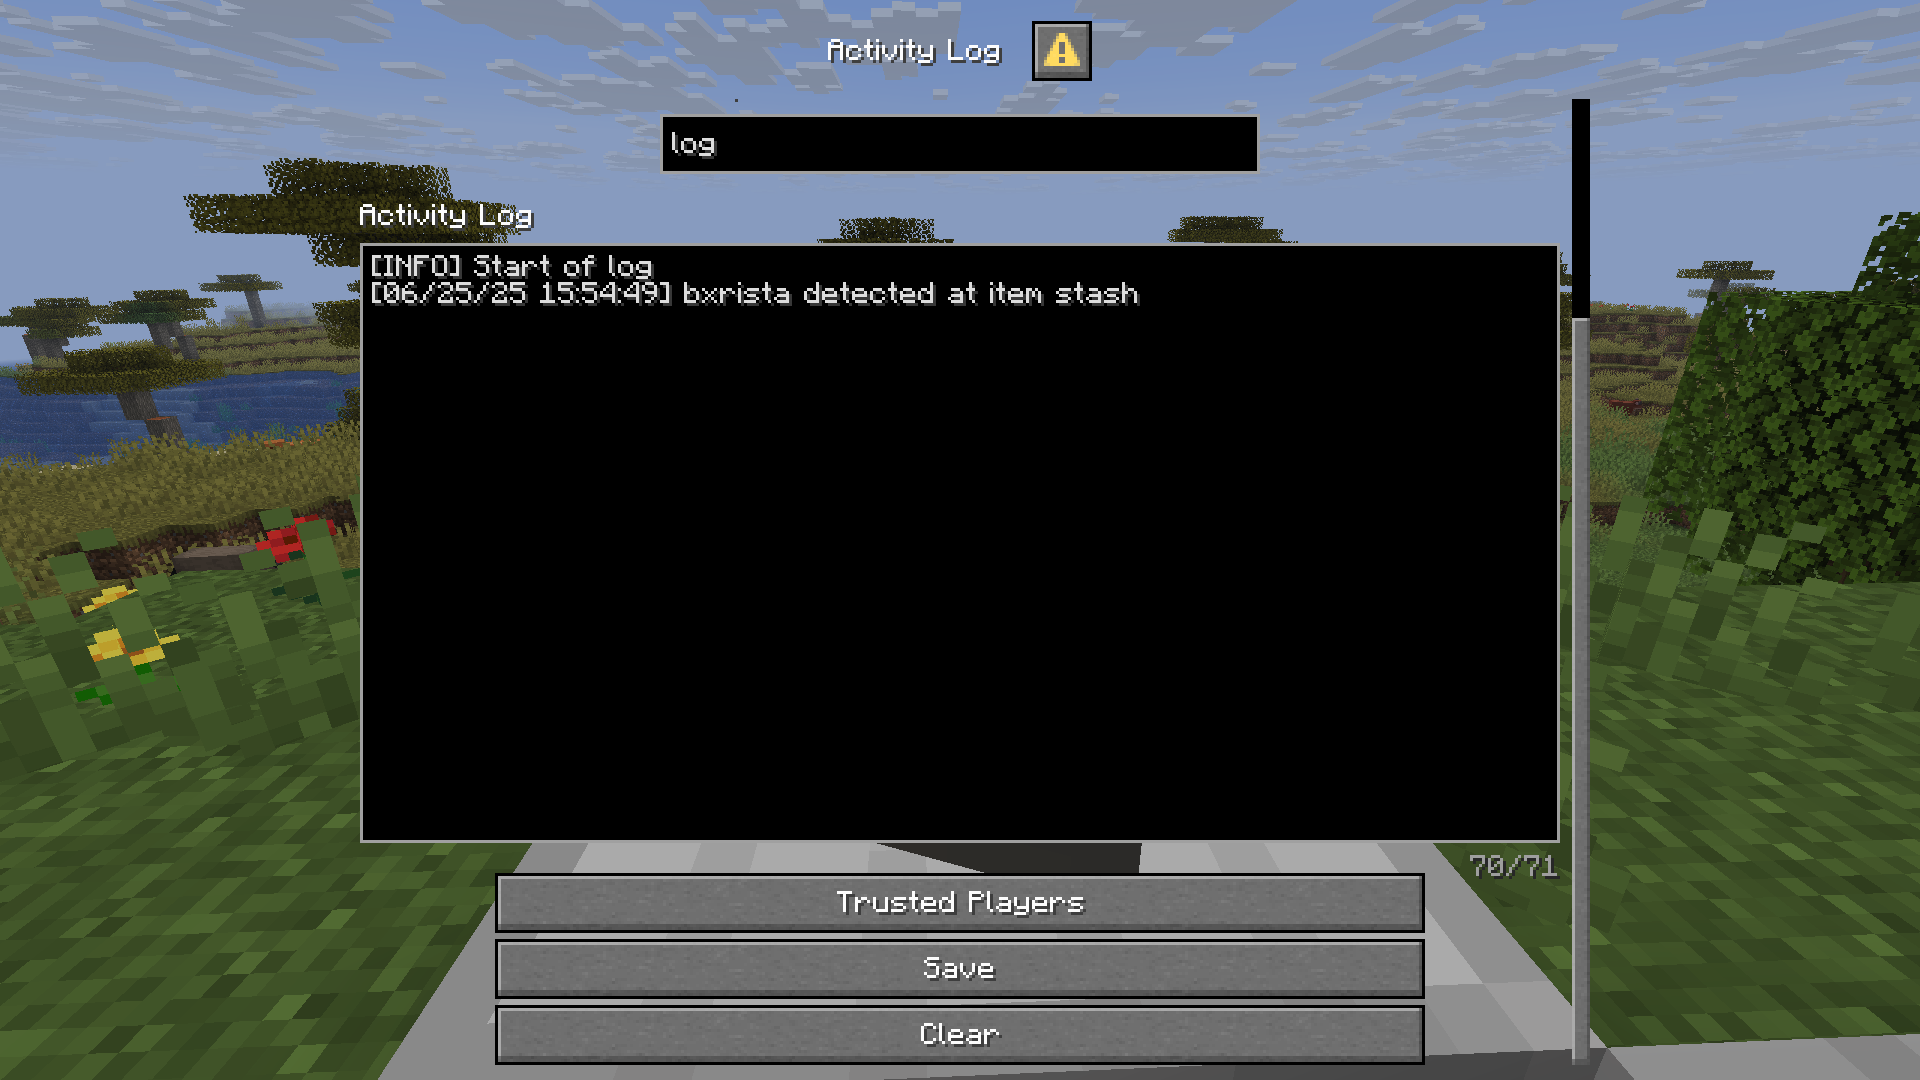 Activity Log
log
Activity Log
[INFO] Start of log
[06/25/25 15:54:49] bxrista detected at item stash
70/71
Trusted Players
Save
Clear